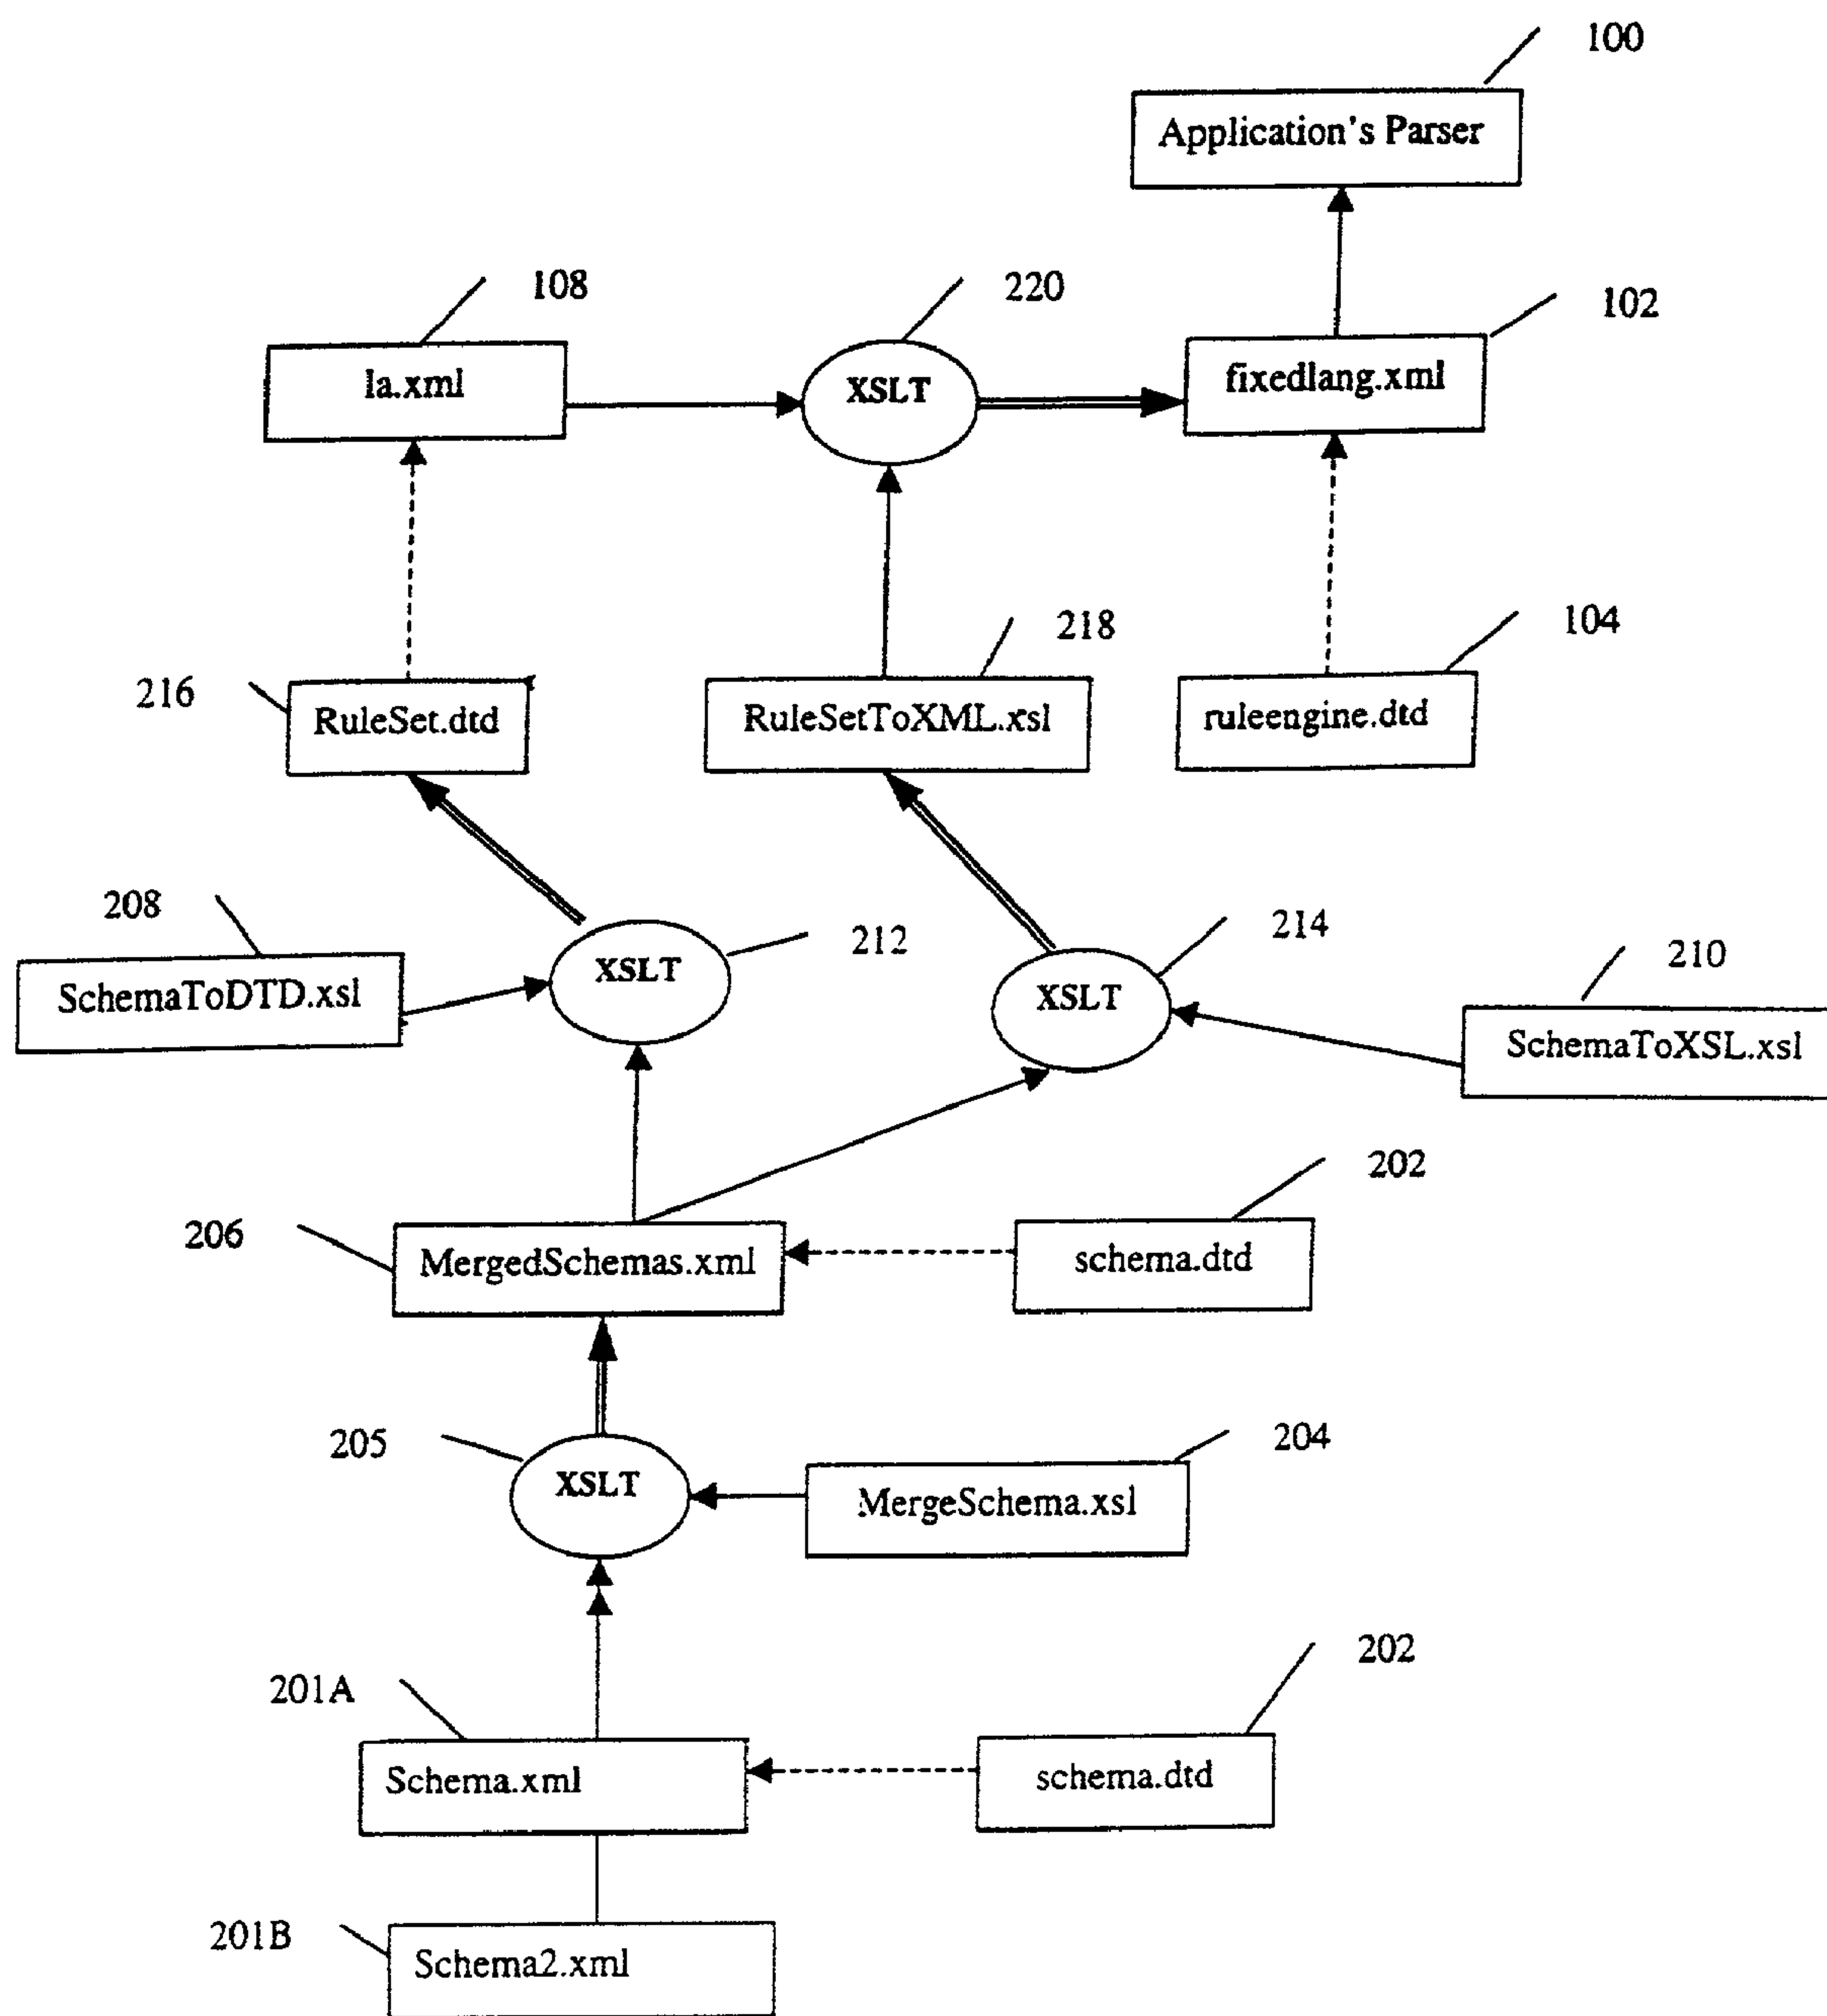 100
Application's Parser
108
220
102
la.xml
XSLT
fixedlang.xml
218
104
216
RuleSet.dtd
RuleSetToXML.xsl
ruleengine.dtd
208
212
214
210
SchemaToDTD.xsl
XSLT
XSLT
SchemaToXSL.xsl
202
206
MergedSchemas.xml
schema.dtd
205
204
XSLT
MergeSchema.xsl
202
201A
Schema.xml
schema.dtd
201B
Schema2.xml